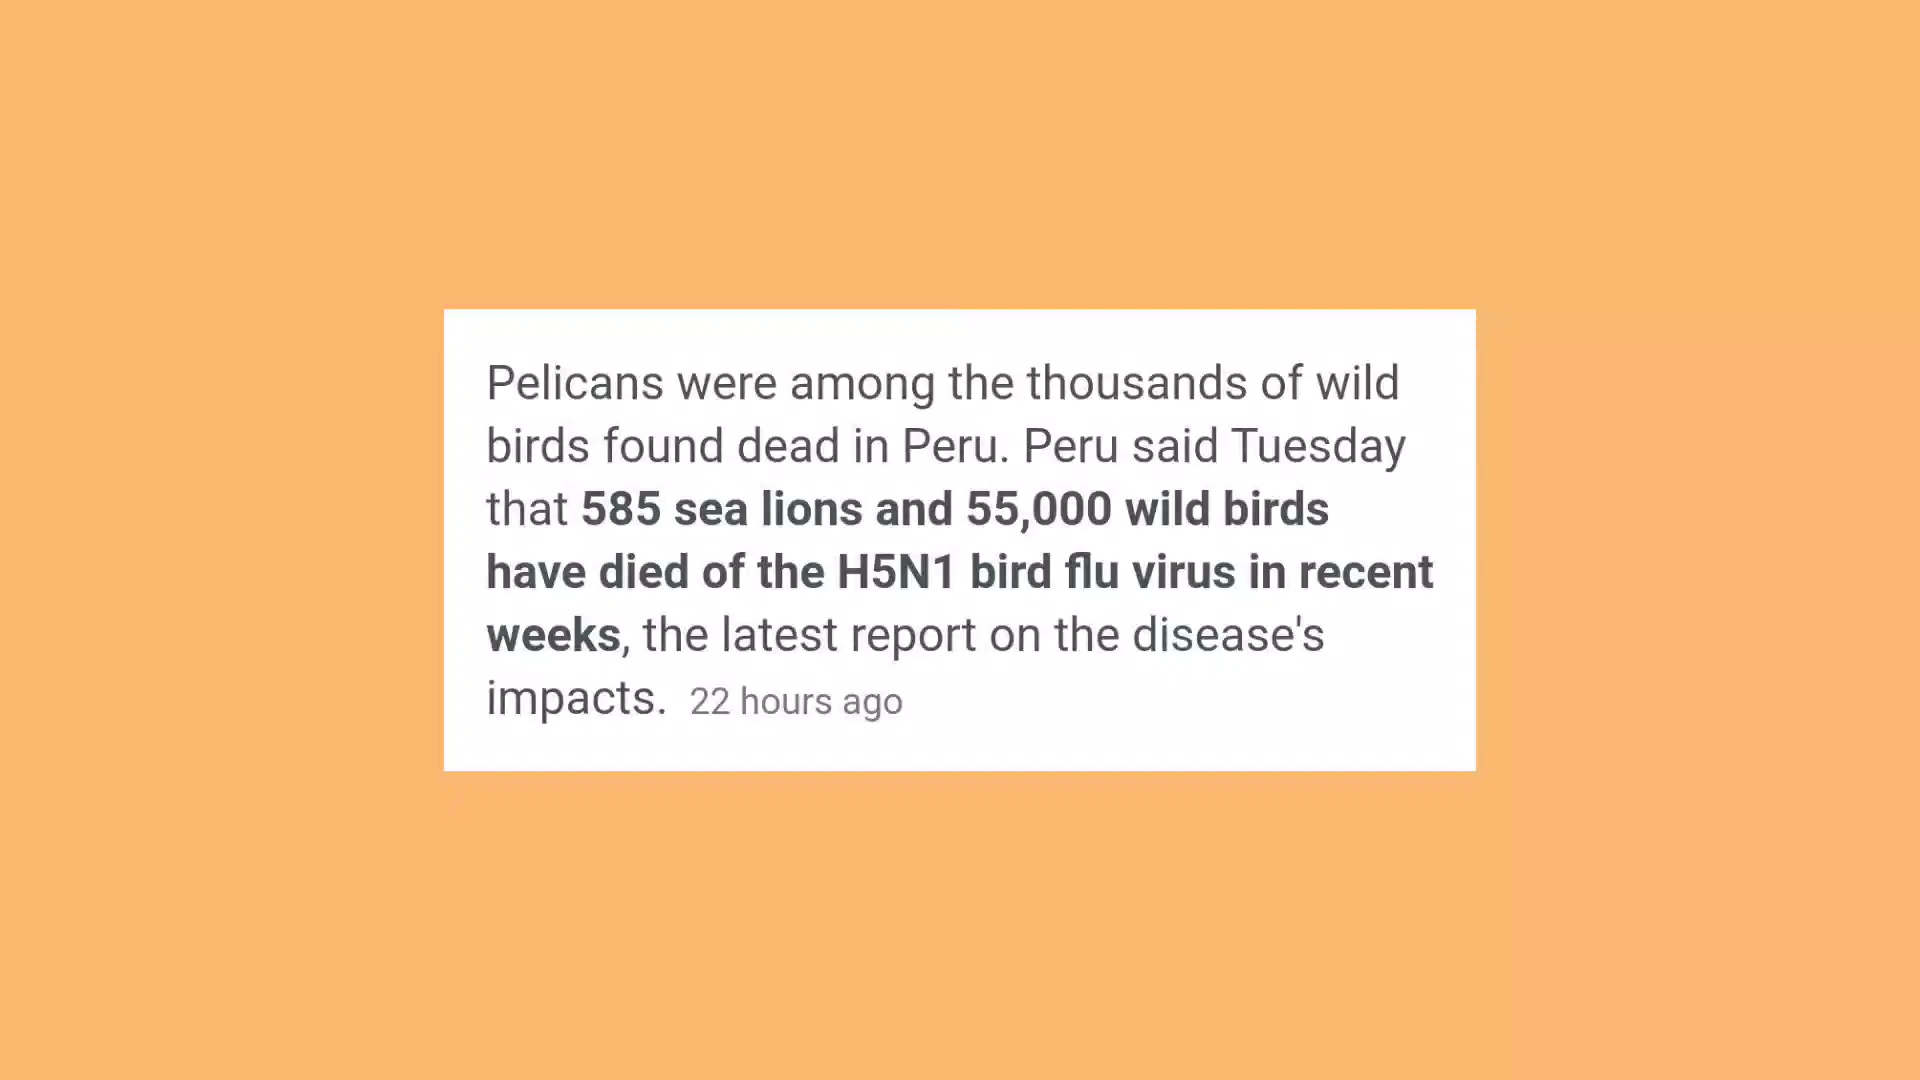 Pelicans were among the thousands of wild
birds found dead in Peru. Peru said Tuesday
that 585 sea lions and 55,000 wild birds
have died of the H5N1 bird flu virus in recent
weeks, the latest report on the disease's
impacts. 22 hours ago